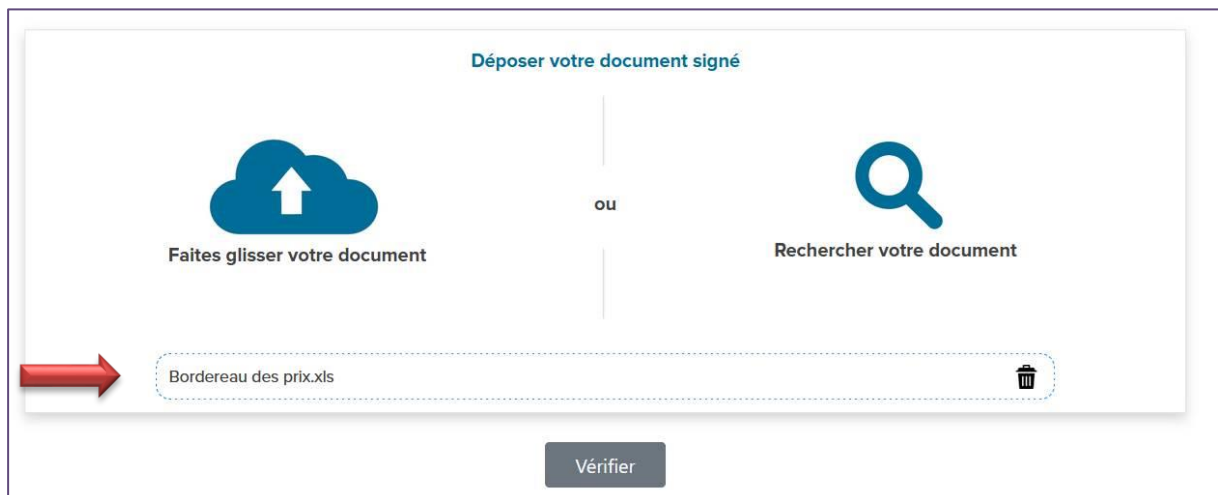 Déposer votre document signé
Faites glisser votre document
ou
Rechercher votre document
Bordereau des prix.xls
Vérifier